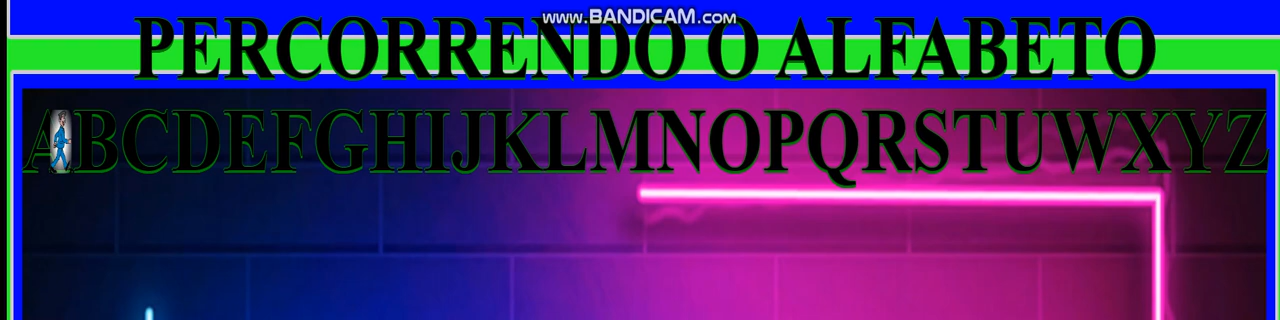 www.BANDICAM.com
PERCORRENDO O ALFABETO
ABCDEFGHIJKLMNOPQRSTUWXYZ